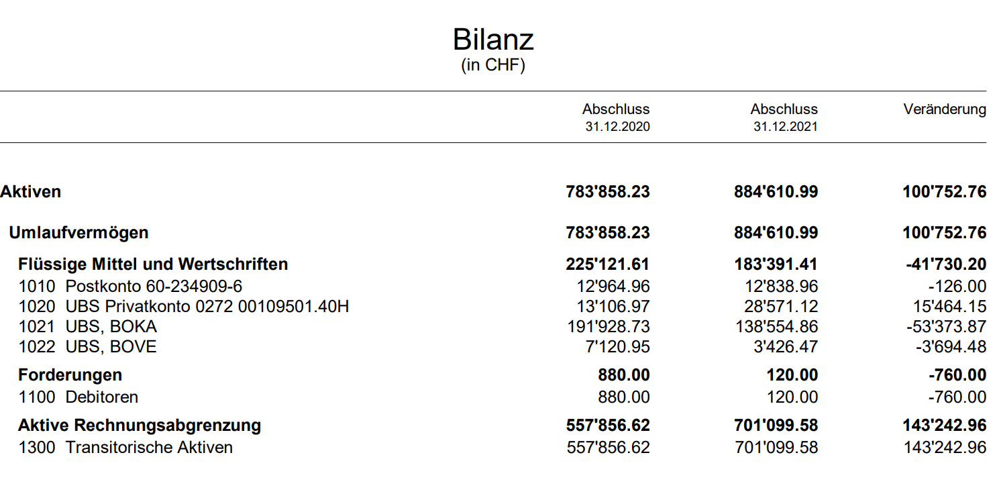 Bilanz
(in CHF)
Abschluss Abschluss Veränderung
31.12.2020 31.12.2021
Aktiven 783'858.23 884'610.99 100'752.76
Umlaufvermögen 783'858.23 884'610.99 100'752.76
Flüssige Mittel und Wertschriften 225'121.61 183'391.41 -41'730.20
1010 Postkonto 60-234909-6 12'964.96 12'838.96 -126.00
1020 UBS Privatkonto 0272 00109501.40H 13'106.97 28'571.12 15'464.15
1021 UBS, BOKA 191'928.73 138'554.86 -53'373.87
1022 UBS, BOVE 7'120.95 3'426.47 -3'694.48
Forderungen 880.00 120.00 -760.00
1100 Debitoren 880.00 120.00 -760.00
Aktive Rechnungsabgrenzung 557'856.62 701'099.58 143'242.96
1300 Transitorische Aktiven 557'856.62 701'099.58 143'242.96